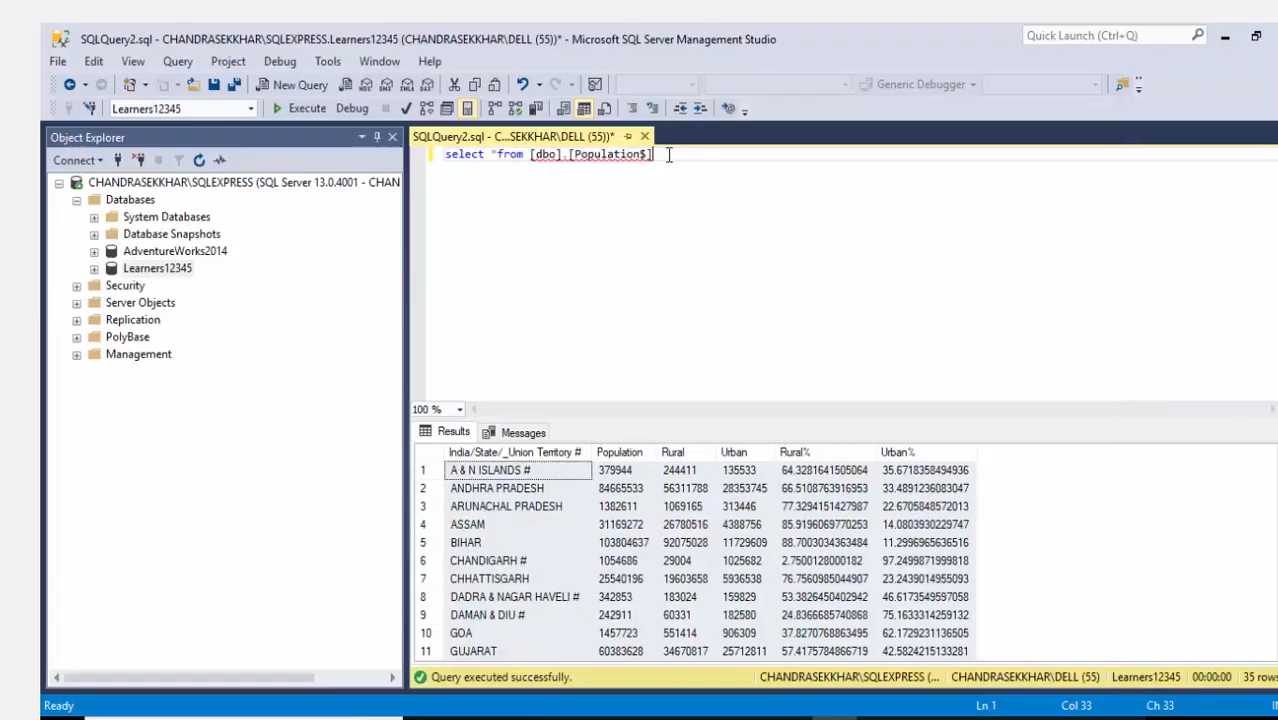 SQLQuery2.sql - CHANDRASEKKHAR\SQLEXPRESS.Learners12345 (CHANDRASEKKHAR\DELL (55))* - Microsoft SQL Server Management Studio
Quick Launch (Ctrl+Q)
File Edit View Query Project Debug Tools Window Help
New Query
Generic Debugger
Learners12345
Execute Debug
Object Explorer
SQLQuery2.sql - C...SEKKHAR\DELL (55))*
select *from [dbo].[Population$]
Connect
CHANDRASEKKHAR\SQLEXPRESS (SQL Server 13.0.4001 - CHAN
Databases
System Databases
Database Snapshots
AdventureWorks2014
Learners12345
Security
Server Objects
Replication
PolyBase
Management
100 %
Results Messages
India/State/_Union Territory # Population Rural Urban Rural% Urban%
1 A & N ISLANDS # 379944 244411 135533 64.3281641505064 35.6718358494936
2 ANDHRA PRADESH 84665533 56311788 28353745 66.5108763916953 33.4891236083047
3 ARUNACHAL PRADESH 1382611 1069165 313446 77.3294151427987 22.6705848572013
4 ASSAM 31169272 26780516 4388756 85.9196069770253 14.0803930229747
5 BIHAR 103804637 92075028 11729609 88.7003034363484 11.2996965636516
6 CHANDIGARH # 1054686 29004 1025682 2.7500128000182 97.2499871999818
7 CHHATTISGARH 25540196 19603658 5936538 76.7560985044907 23.2439014955093
8 DADRA & NAGAR HAVELI # 342853 183024 159829 53.3826450402942 46.6173549597058
9 DAMAN & DIU # 242911 60331 182580 24.8366685740868 75.1633314259132
10 GOA 1457723 551414 906309 37.8270768863495 62.1729231136505
11 GUJARAT 60383628 34670817 25712811 57.4175784866719 42.5824215133281
Query executed successfully.
CHANDRASEKKHAR\SQLEXPRESS (... CHANDRASEKKHAR\DELL (55) Learners12345 00:00:00 35 rows
Ln 1 Col 33 Ch 33